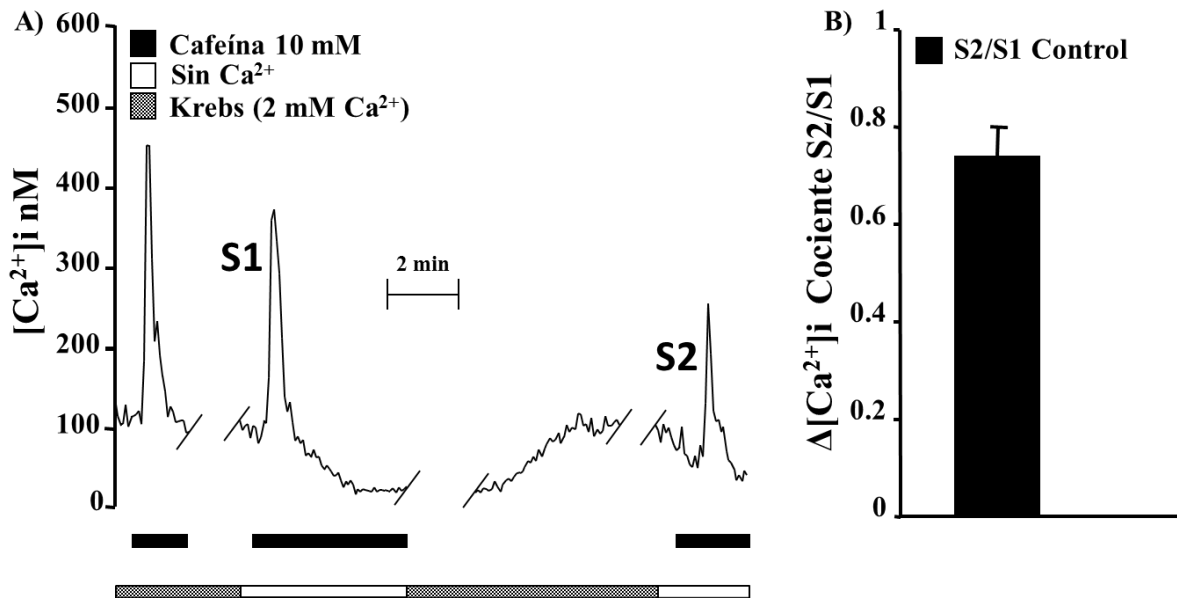 A)
[Ca²⁺]i nM
600
500
400
300
200
100
0
Cafeína 10 mM
Sin Ca²⁺
Krebs (2 mM Ca²⁺)
S1
2 min
S2
B)
Δ[Ca²⁺]i Cociente S2/S1
1
0.8
0.6
0.4
0.2
0
S2/S1 Control